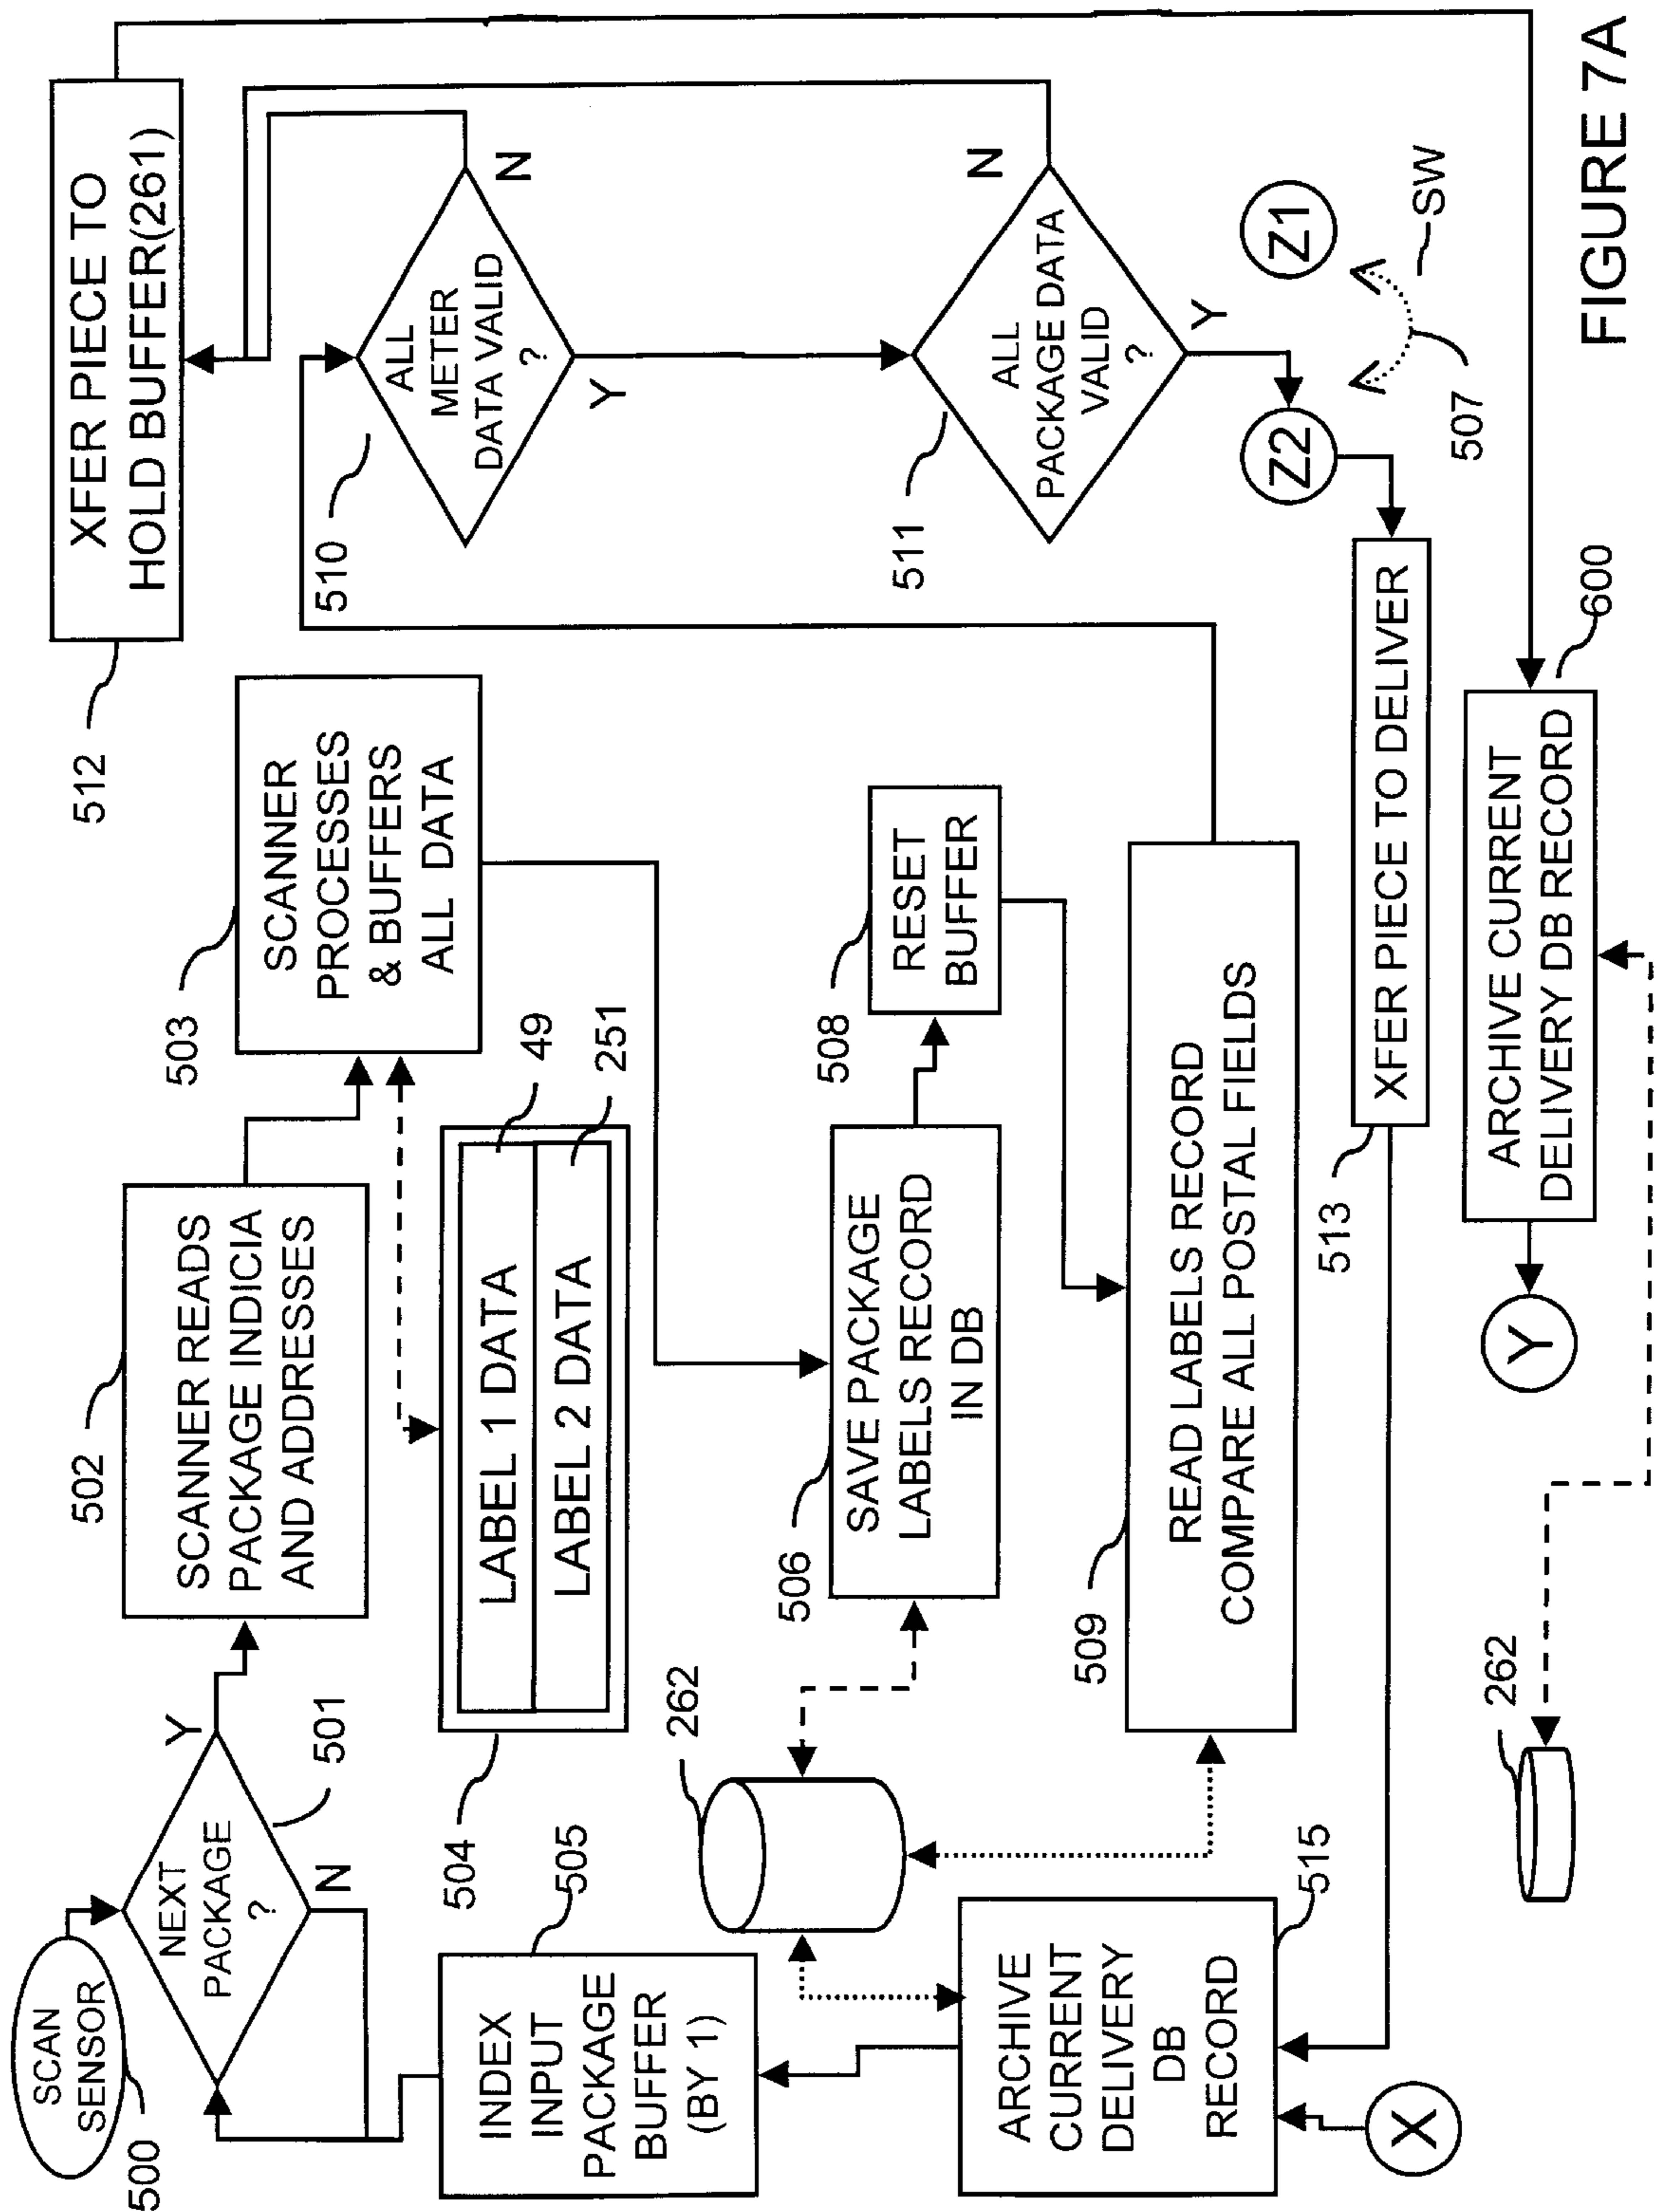 SCAN
SENSOR
500
NEXT
PACKAGE
?
Y
N
501
502
SCANNER READS
PACKAGE INDICIA
AND ADDRESSES
503
SCANNER
PROCESSES
& BUFFERS
ALL DATA
512
XFER PIECE TO
HOLD BUFFER(261)
504
LABEL 1 DATA
LABEL 2 DATA
49
251
505
INDEX
INPUT
PACKAGE
BUFFER
(BY 1)
262
506
SAVE PACKAGE
LABELS RECORD
IN DB
508
RESET
BUFFER
510
ALL
METER
DATA VALID
?
N
Y
509
READ LABELS RECORD
COMPARE ALL POSTAL FIELDS
511
ALL
PACKAGE DATA
VALID
?
N
Y
Z2
Z1
507
SW
515
ARCHIVE
CURRENT
DELIVERY
DB
RECORD
X
513
XFER PIECE TO DELIVER
262
Y
ARCHIVE CURRENT
DELIVERY DB RECORD
600
FIGURE 7A